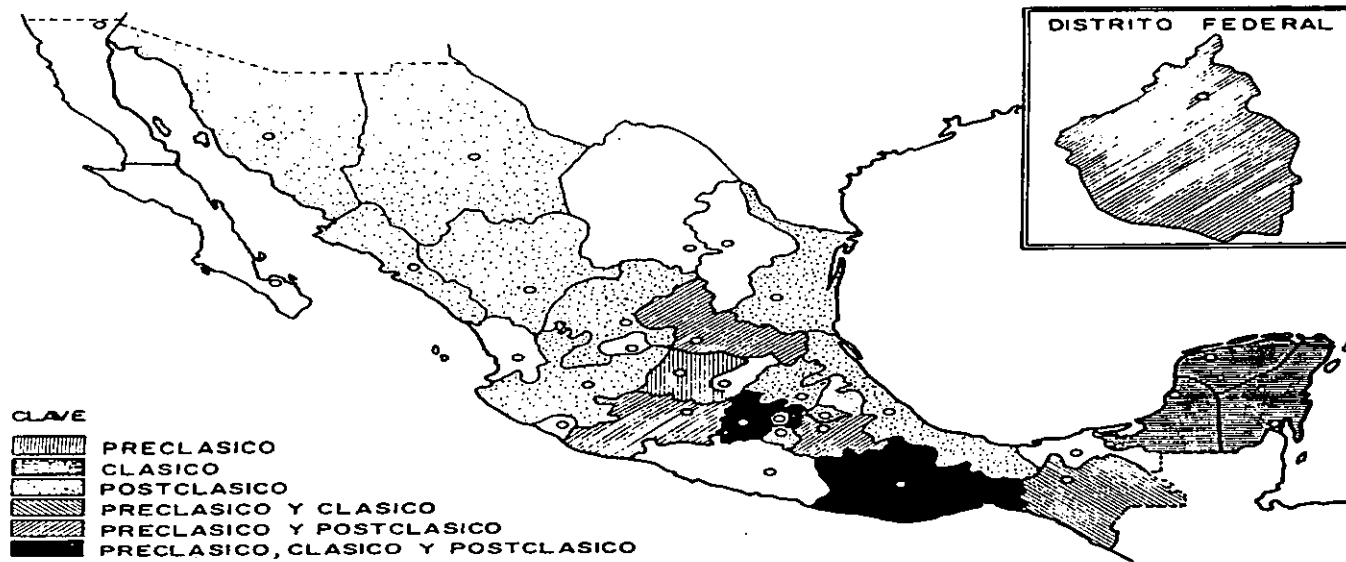 DISTRITO FEDERAL
CLAVE
PRECLASICO
CLASICO
POSTCLASICO
PRECLASICO Y CLASICO
PRECLASICO Y POSTCLASICO
PRECLASICO, CLASICO Y POSTCLASICO